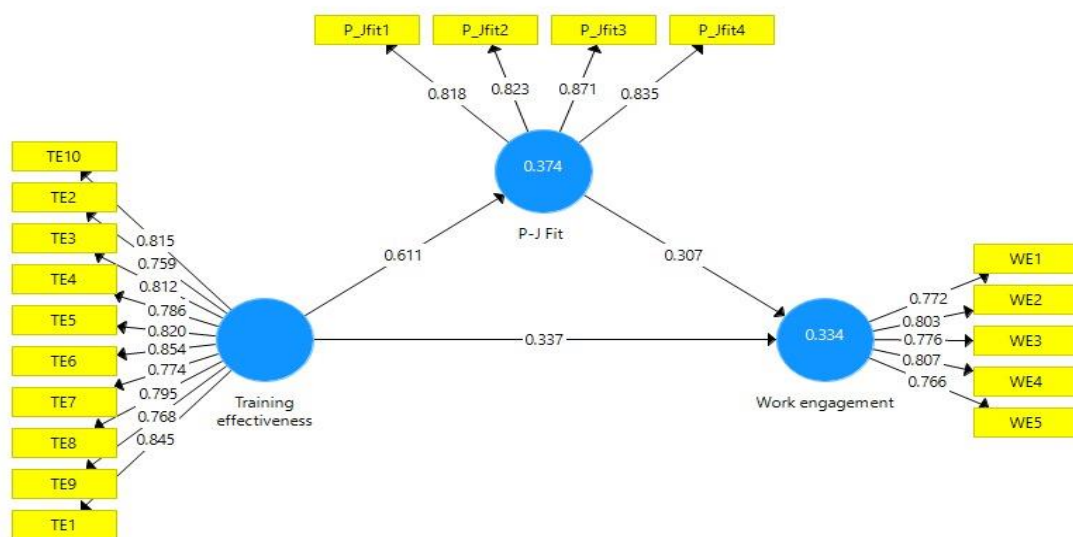 P_Jfit1
P_Jfit2
P_Jfit3
P_Jfit4
0.818
0.823
0.871
0.835
0.374
P-J Fit
TE10
TE2
TE3
TE4
TE5
TE6
TE7
TE8
TE9
TE1
0.815
0.759
0.812
0.786
0.820
0.854
0.774
0.795
0.768
0.845
Training
effectiveness
0.611
0.307
0.337
0.334
Work engagement
0.772
0.803
0.776
0.807
0.766
WE1
WE2
WE3
WE4
WE5